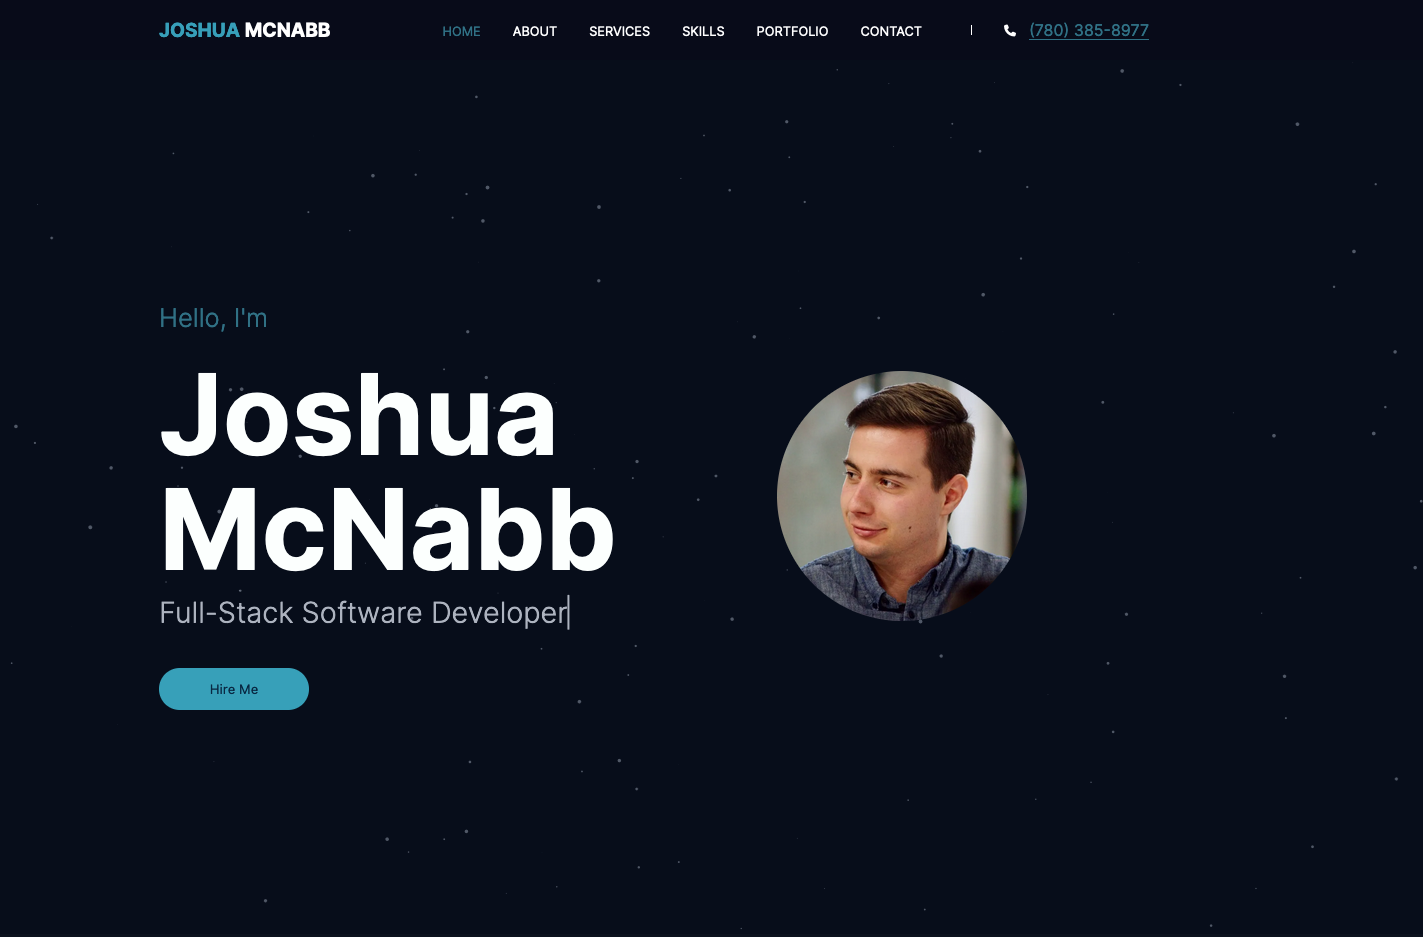 JOSHUA MCNABB HOME ABOUT SERVICES SKILLS PORTFOLIO CONTACT (780) 385-8977
Hello, I'm
Joshua
McNabb
Full-Stack Software Developer
Hire Me